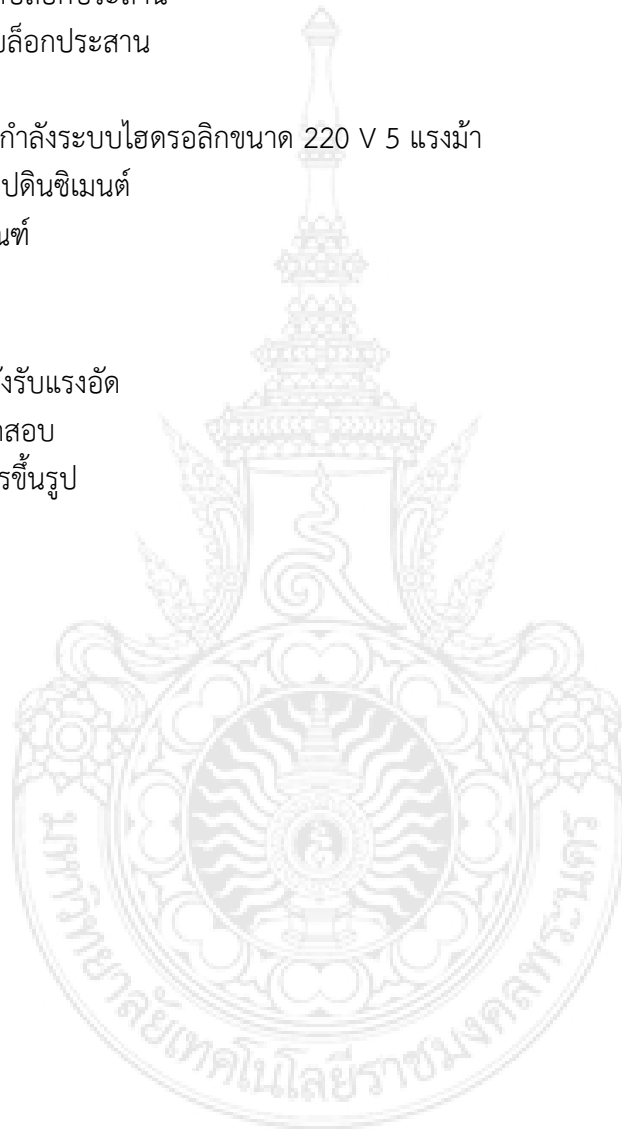 บล็อกประสาน
กำลังระบบไฮดรอลิกขนาด 220 V 5 แรงม้า
ปดินซิเมนต์
ณฑ์
ังรับแรงอัด
าสอบ
รขึ้นรูป
มหาวิทยาลัยเทคโนโลยีราชมงคลพระนคร